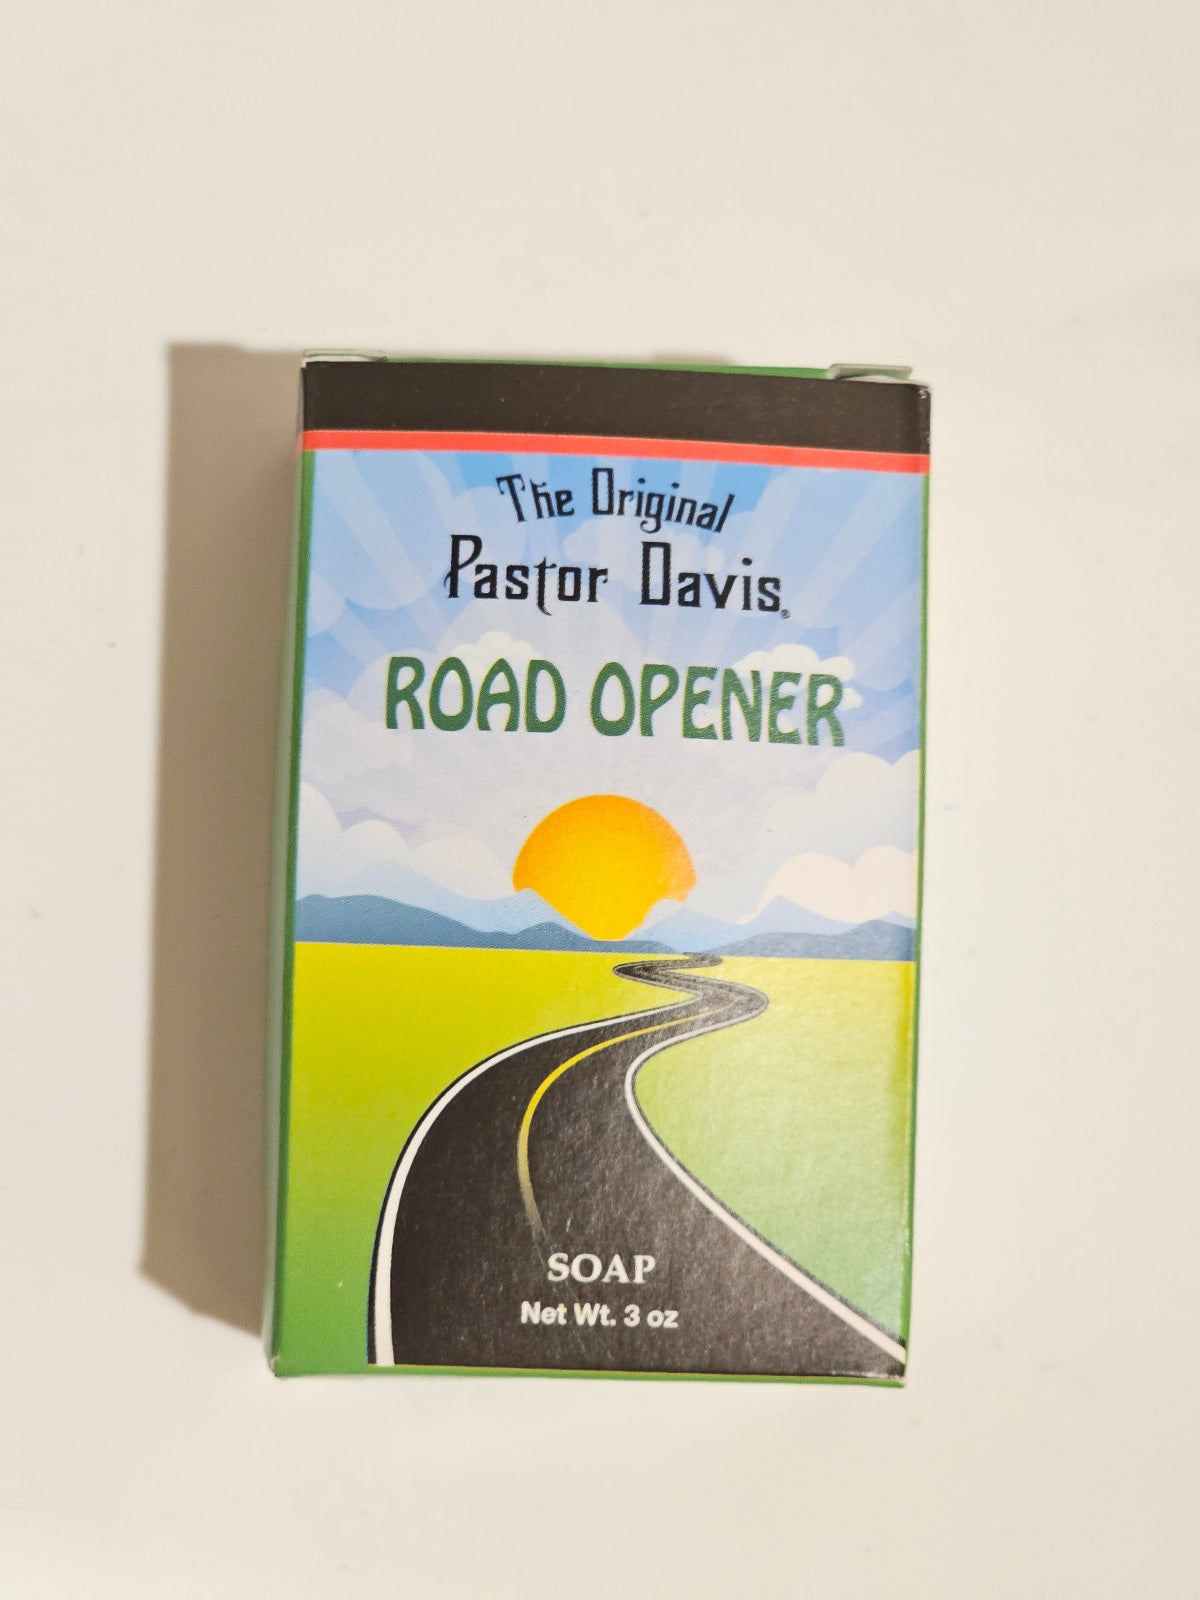 The Original
Pastor Davis®
ROAD OPENER
SOAP
Net Wt. 3 oz